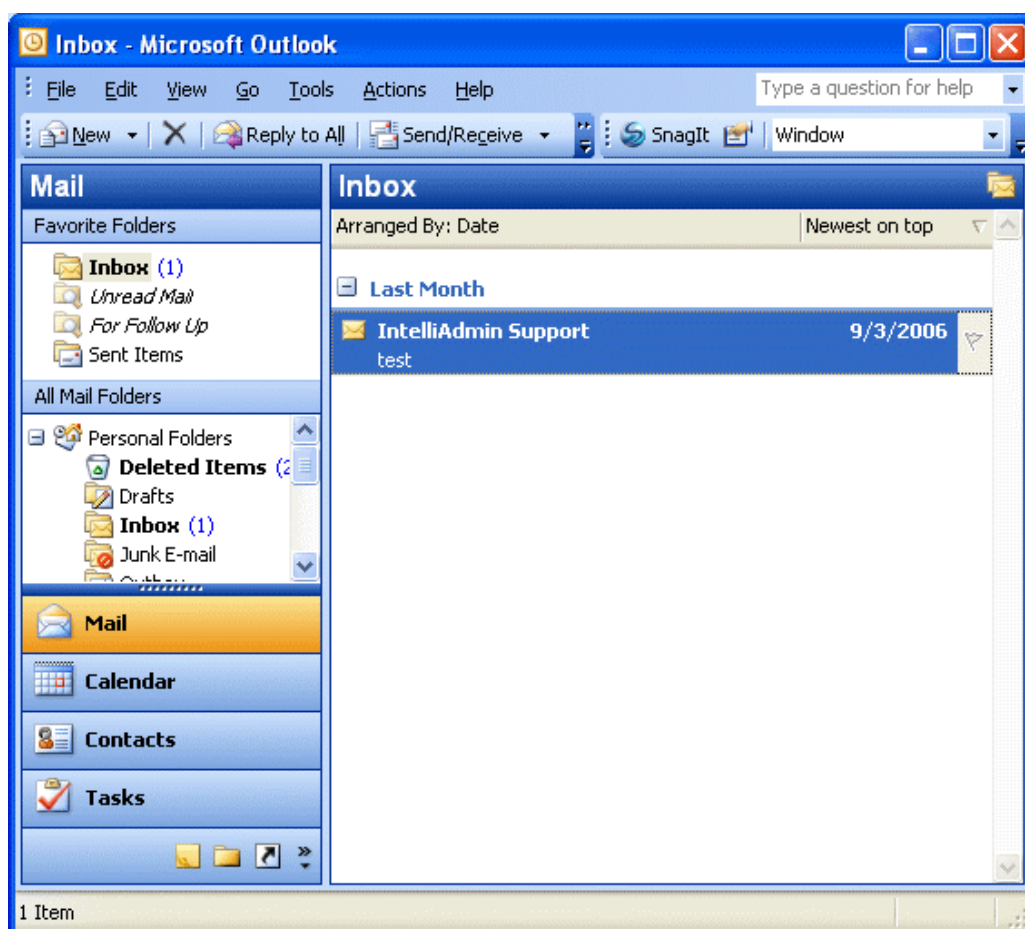 Inbox - Microsoft Outlook
File Edit View Go Tools Actions Help Type a question for help
New Reply to All Send/Receive SnagIt Window
Mail
Favorite Folders
Inbox (1)
Unread Mail
For Follow Up
Sent Items
All Mail Folders
Personal Folders
Deleted Items (2
Drafts
Inbox (1)
Junk E-mail
Outbox
Mail
Calendar
Contacts
Tasks
Inbox
Arranged By: Date Newest on top
Last Month
IntelliAdmin Support 9/3/2006
test
1 Item